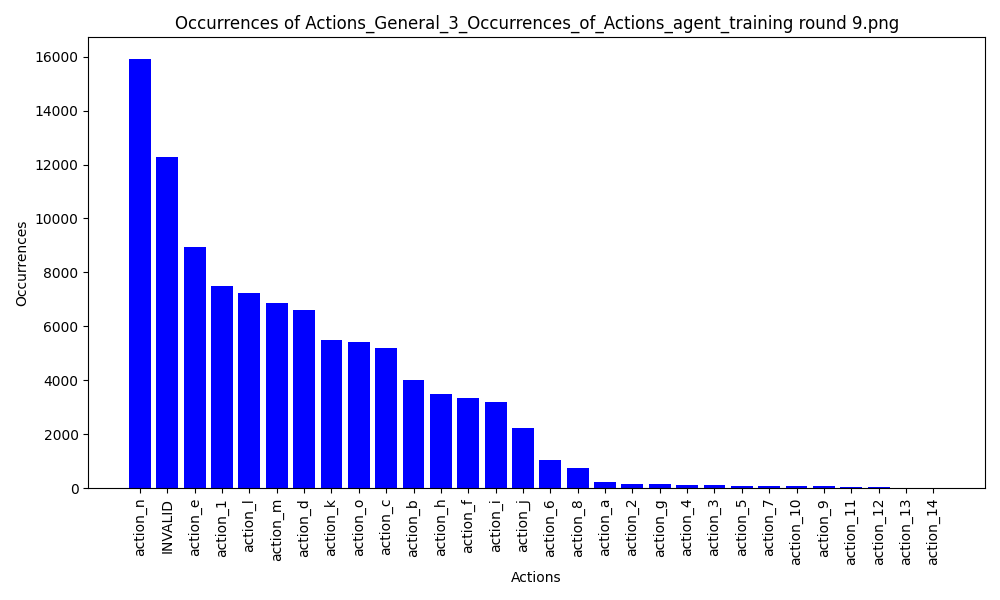 Occurrences of Actions_General_3_Occurrences_of_Actions_agent_training round 9.png
16000
14000
12000
10000
8000
6000
4000
2000
0
Occurrences
action_n
INVALID
action_e
action_1
action_l
action_m
action_d
action_k
action_o
action_c
action_b
action_h
action_f
action_i
action_j
action_6
action_8
action_a
action_2
action_g
action_4
action_3
action_5
action_7
action_10
action_9
action_11
action_12
action_13
action_14
Actions